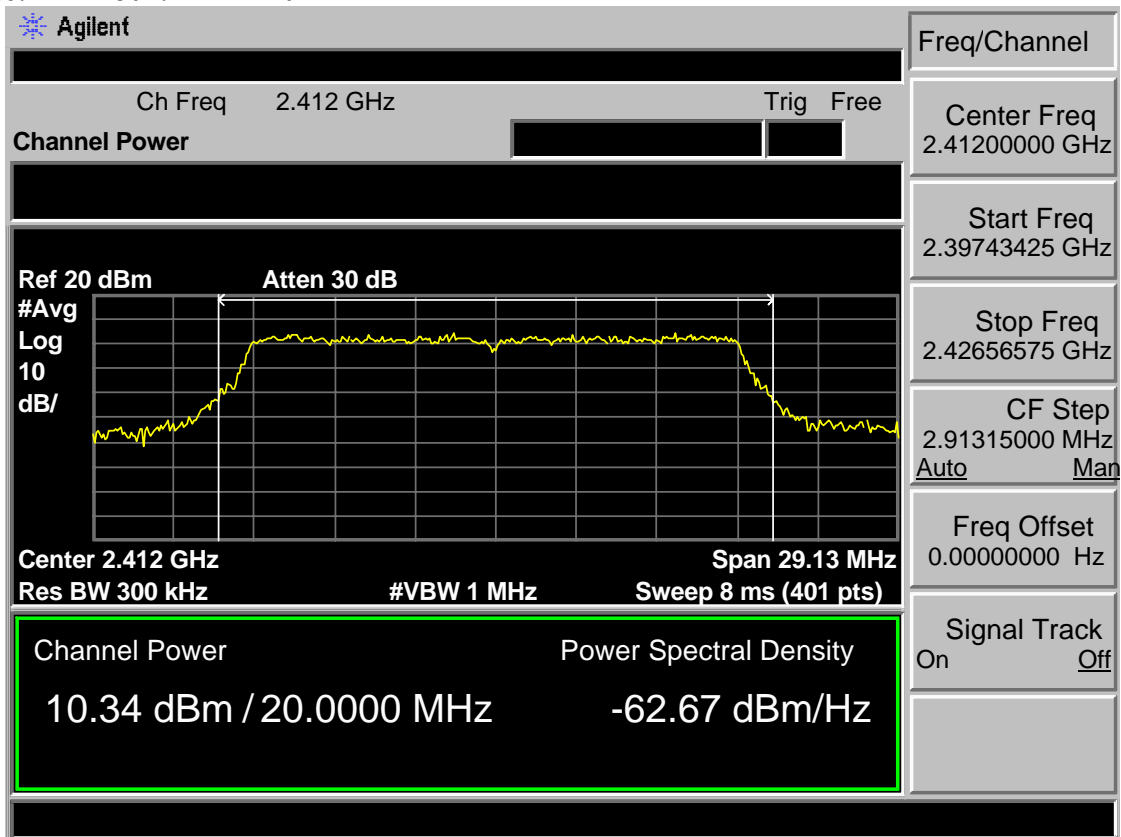 Agilent
Freq/Channel
Ch Freq 2.412 GHz Trig Free
Channel Power
Center Freq
2.41200000 GHz
Start Freq
2.39743425 GHz
Stop Freq
2.42656575 GHz
CF Step
2.91315000 MHz
Auto Man
Freq Offset
0.00000000 Hz
Signal Track
On Off
Ref 20 dBm Atten 30 dB
#Avg
Log
10
dB/
Center 2.412 GHz Span 29.13 MHz
Res BW 300 kHz #VBW 1 MHz Sweep 8 ms (401 pts)
Channel Power Power Spectral Density
10.34 dBm / 20.0000 MHz -62.67 dBm/Hz